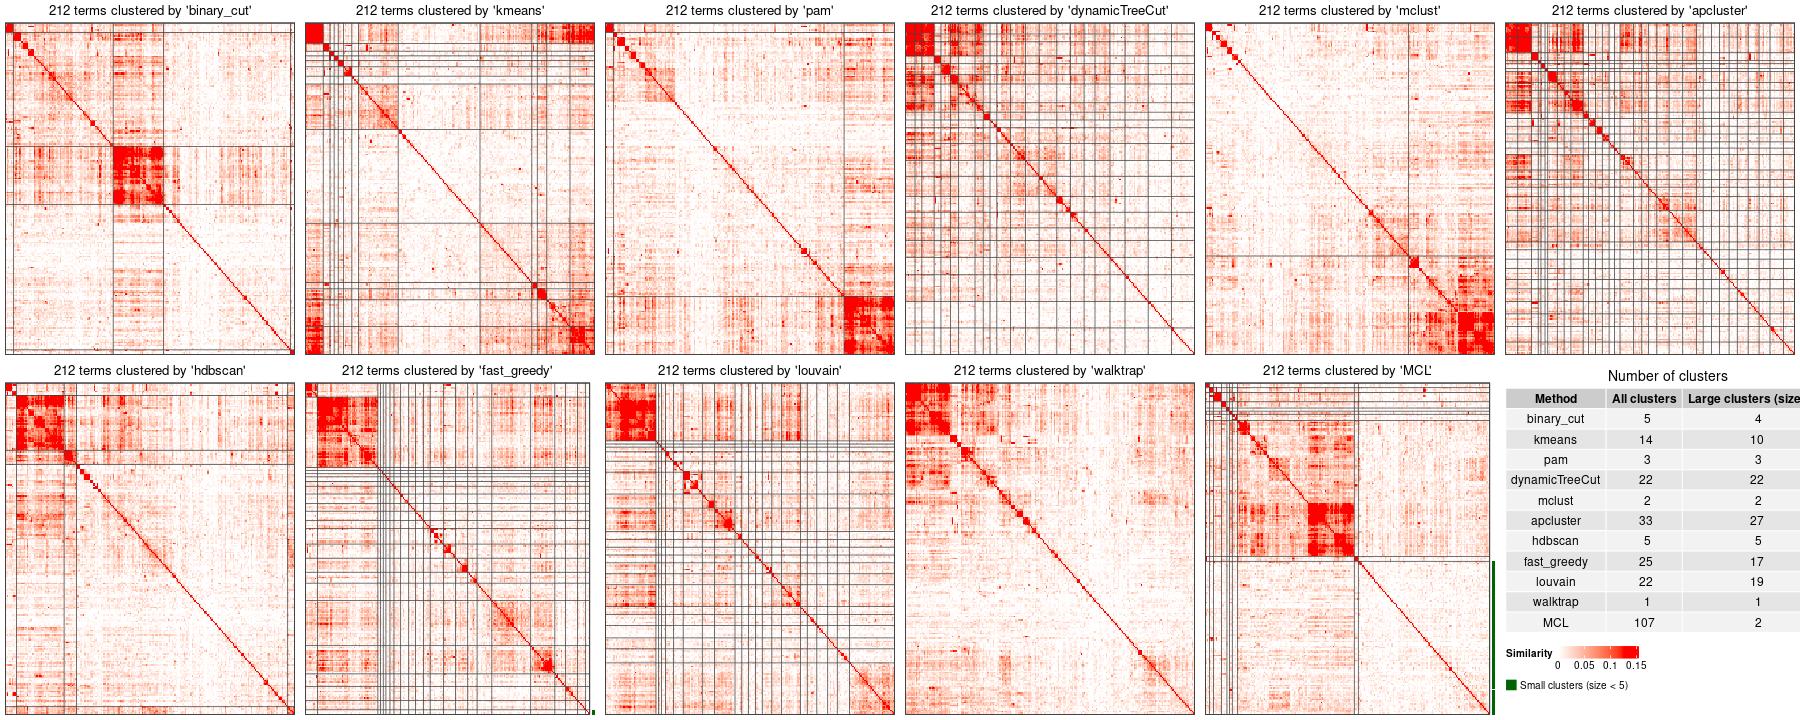 212 terms clustered by 'binary_cut'
212 terms clustered by 'kmeans'
212 terms clustered by 'pam'
212 terms clustered by 'dynamicTreeCut'
212 terms clustered by 'mclust'
212 terms clustered by 'apcluster'
212 terms clustered by 'hdbscan'
212 terms clustered by 'fast_greedy'
212 terms clustered by 'louvain'
212 terms clustered by 'walktrap'
212 terms clustered by 'MCL'
Number of clusters
Method All clusters Large clusters (size
binary_cut 5 4
kmeans 14 10
pam 3 3
dynamicTreeCut 22 22
mclust 2 2
apcluster 33 27
hdbscan 5 5
fast_greedy 25 17
louvain 22 19
walktrap 1 1
MCL 107 2
Similarity
0 0.05 0.1 0.15
Small clusters (size < 5)